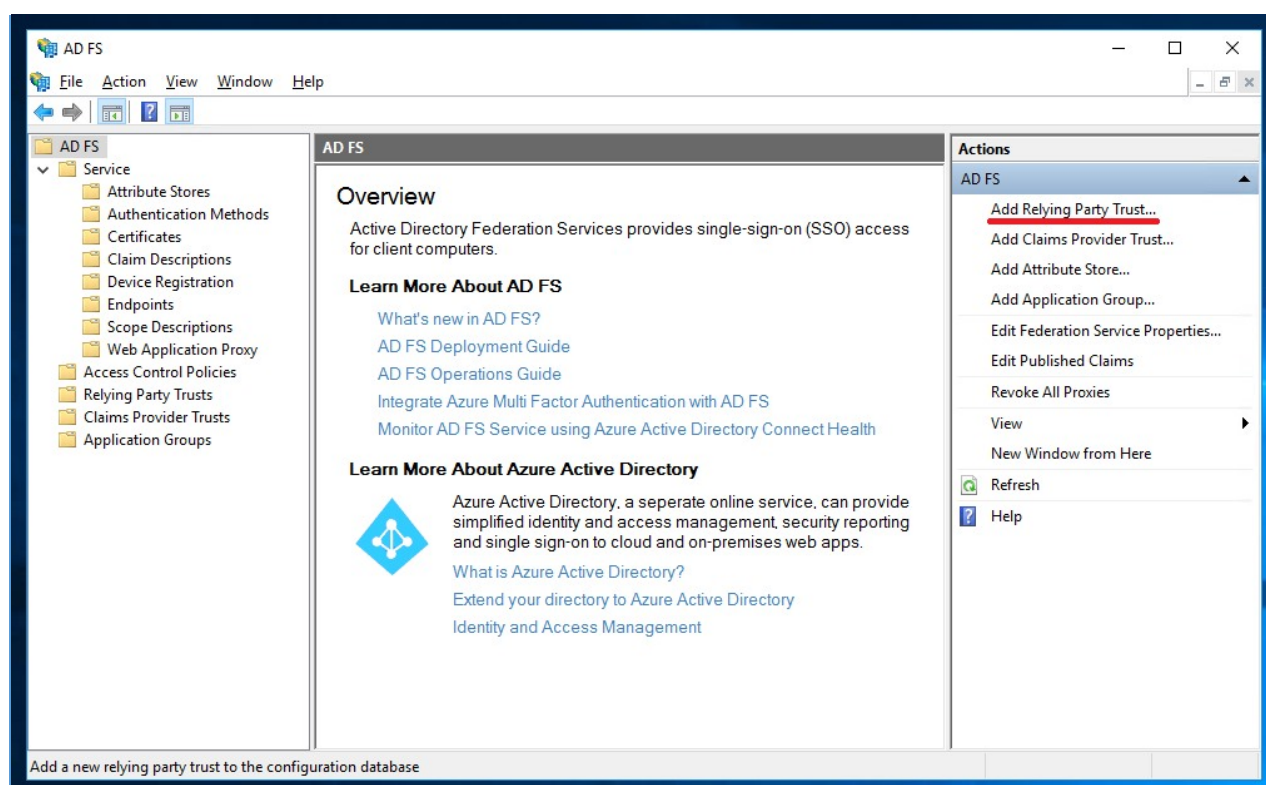 AD FS
File Action View Window Help
AD FS
Service
Attribute Stores
Authentication Methods
Certificates
Claim Descriptions
Device Registration
Endpoints
Scope Descriptions
Web Application Proxy
Access Control Policies
Relying Party Trusts
Claims Provider Trusts
Application Groups
AD FS
Overview
Active Directory Federation Services provides single-sign-on (SSO) access
for client computers.
Learn More About AD FS
What's new in AD FS?
AD FS Deployment Guide
AD FS Operations Guide
Integrate Azure Multi Factor Authentication with AD FS
Monitor AD FS Service using Azure Active Directory Connect Health
Learn More About Azure Active Directory
Azure Active Directory, a seperate online service, can provide
simplified identity and access management, security reporting
and single sign-on to cloud and on-premises web apps.
What is Azure Active Directory?
Extend your directory to Azure Active Directory
Identity and Access Management
Actions
AD FS
Add Relying Party Trust...
Add Claims Provider Trust...
Add Attribute Store...
Add Application Group...
Edit Federation Service Properties...
Edit Published Claims
Revoke All Proxies
View
New Window from Here
Refresh
Help
Add a new relying party trust to the configuration database